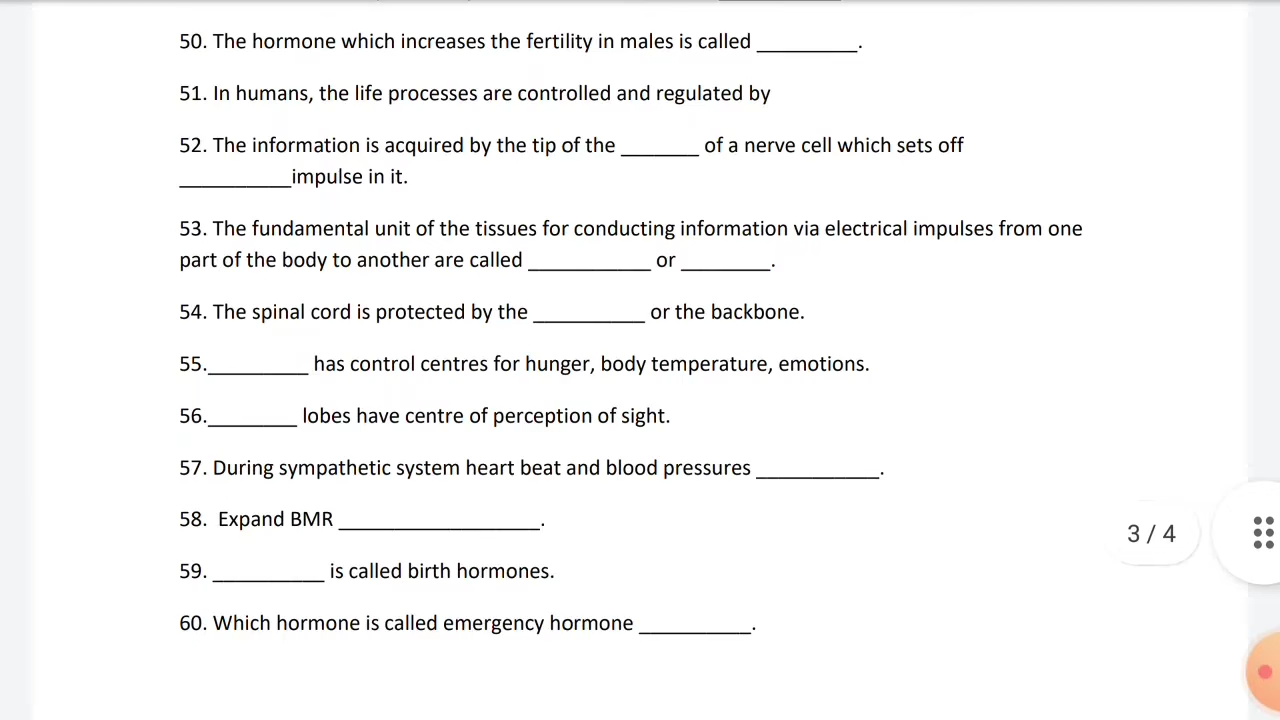 50. The hormone which increases the fertility in males is called _________.
51. In humans, the life processes are controlled and regulated by
52. The information is acquired by the tip of the _______ of a nerve cell which sets off
__________impulse in it.
53. The fundamental unit of the tissues for conducting information via electrical impulses from one
part of the body to another are called ___________ or ________.
54. The spinal cord is protected by the __________ or the backbone.
55._________ has control centres for hunger, body temperature, emotions.
56.________ lobes have centre of perception of sight.
57. During sympathetic system heart beat and blood pressures ___________.
58.  Expand BMR __________________.
3 / 4
59. __________ is called birth hormones.
60. Which hormone is called emergency hormone __________.